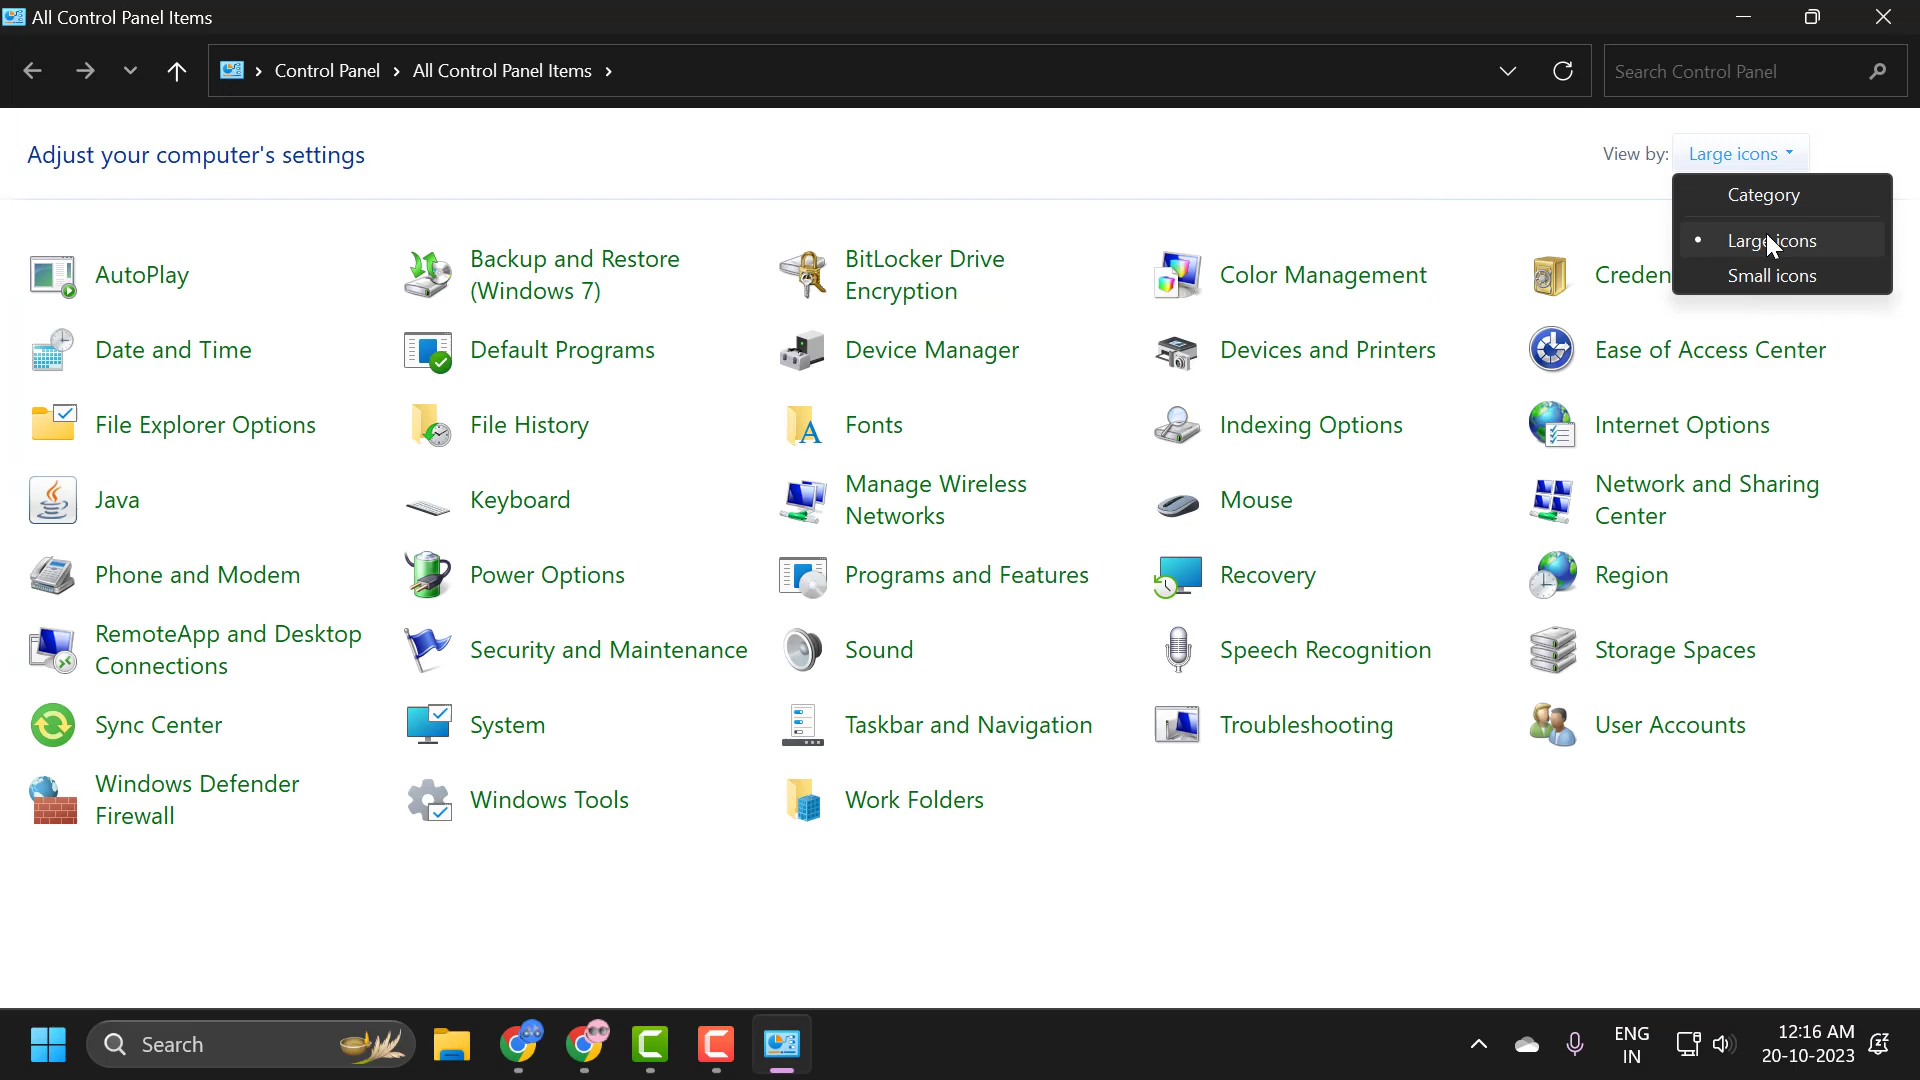 All Control Panel Items
Control Panel > All Control Panel Items >
Search Control Panel
Adjust your computer's settings
View by: Large icons
Category
Large icons
Small icons
AutoPlay
Backup and Restore
(Windows 7)
BitLocker Drive
Encryption
Color Management
Creden
Date and Time
Default Programs
Device Manager
Devices and Printers
Ease of Access Center
File Explorer Options
File History
Fonts
Indexing Options
Internet Options
Java
Keyboard
Manage Wireless
Networks
Mouse
Network and Sharing
Center
Phone and Modem
Power Options
Programs and Features
Recovery
Region
RemoteApp and Desktop
Connections
Security and Maintenance
Sound
Speech Recognition
Storage Spaces
Sync Center
System
Taskbar and Navigation
Troubleshooting
User Accounts
Windows Defender
Firewall
Windows Tools
Work Folders
Search
ENG
IN
12:16 AM
20-10-2023